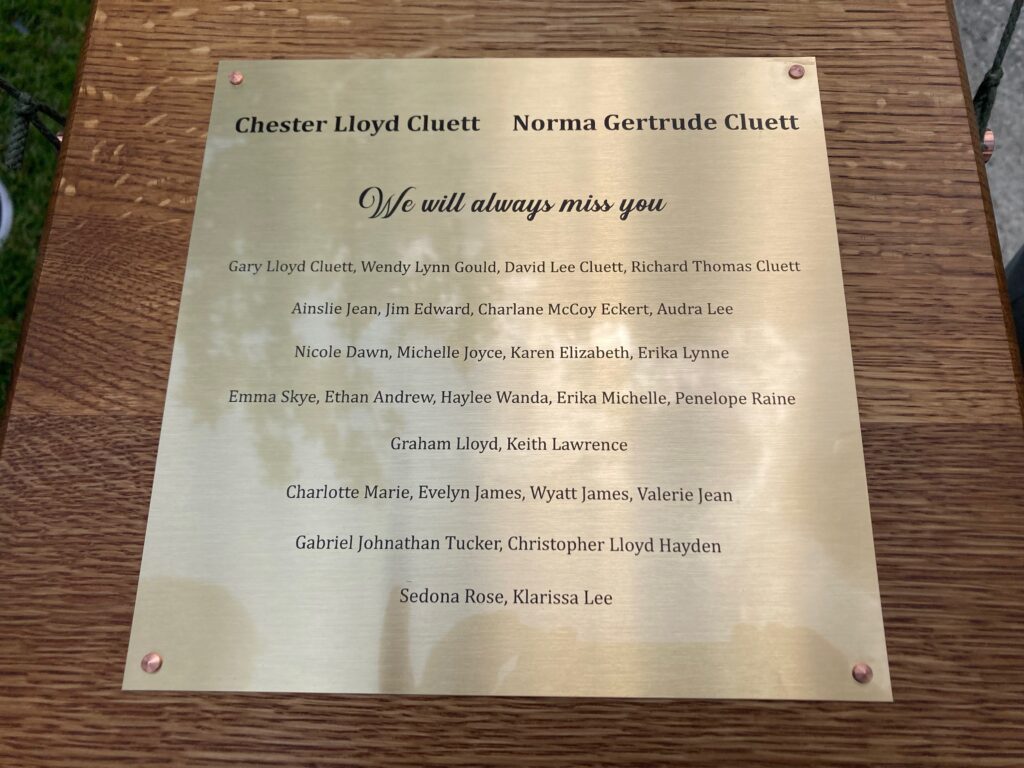 Chester Lloyd Cluett Norma Gertrude Cluett
We will always miss you
Gary Lloyd Cluett, Wendy Lynn Gould, David Lee Cluett, Richard Thomas Cluett
Ainslie Jean, Jim Edward, Charlane McCoy Eckert, Audra Lee
Nicole Dawn, Michelle Joyce, Karen Elizabeth, Erika Lynne
Emma Skye, Ethan Andrew, Haylee Wanda, Erika Michelle, Penelope Raine
Graham Lloyd, Keith Lawrence
Charlotte Marie, Evelyn James, Wyatt James, Valerie Jean
Gabriel Johnathan Tucker, Christopher Lloyd Hayden
Sedona Rose, Klarissa Lee